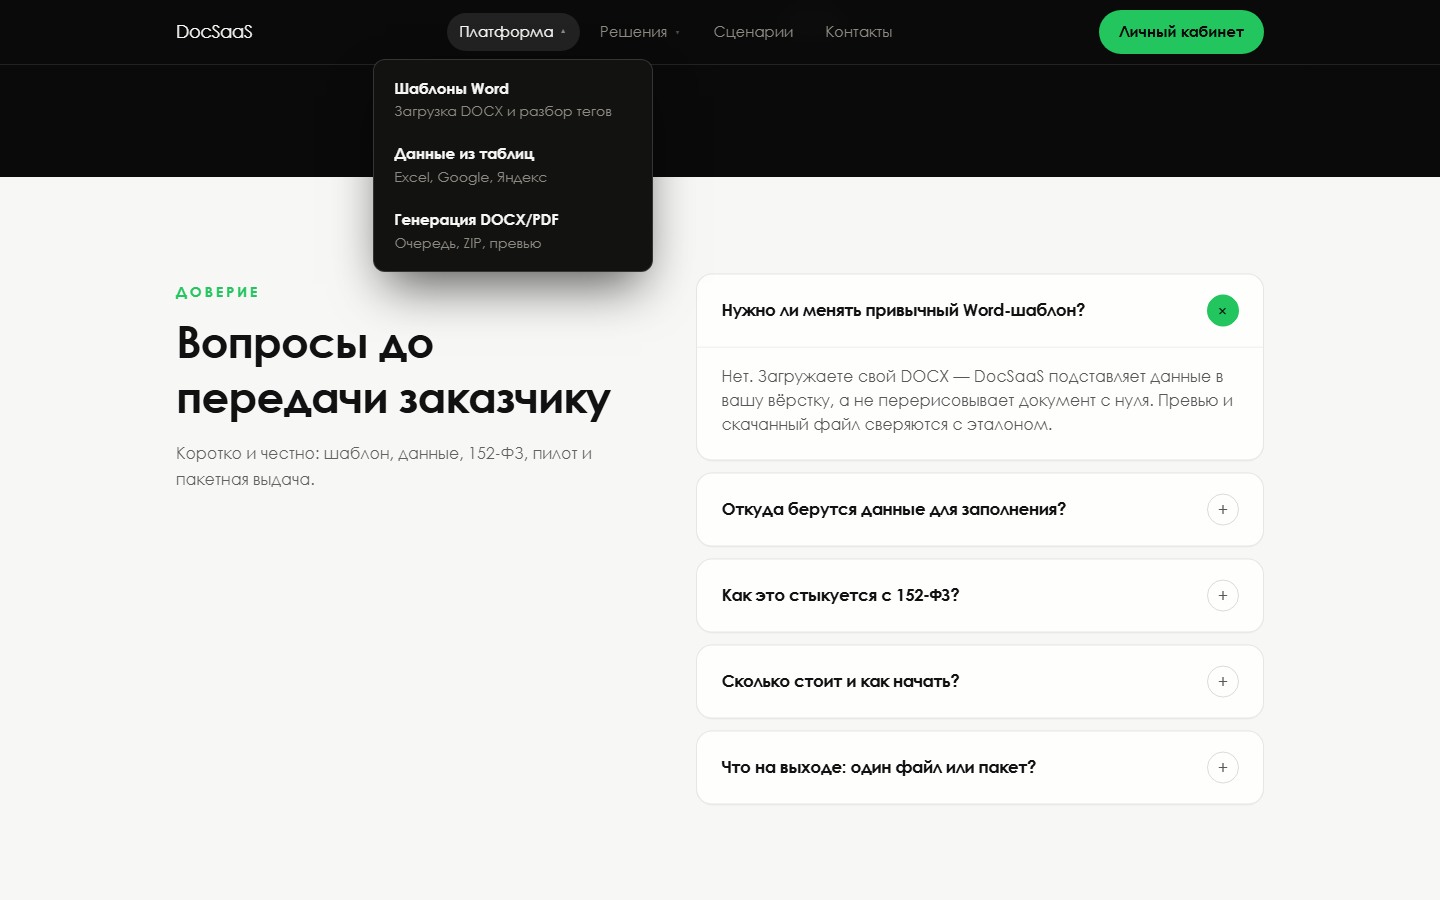 DocSaaS
Платформа
Решения
Сценарии
Контакты
Личный кабинет
Шаблоны Word
Загрузка DOCX и разбор тегов
Данные из таблиц
Excel, Google, Яндекс
Генерация DOCX/PDF
Очередь, ZIP, превью
ДОВЕРИЕ
Вопросы до
передачи заказчику
Коротко и честно: шаблон, данные, 152-ФЗ, пилот и
пакетная выдача.
Нужно ли менять привычный Word-шаблон?
Нет. Загружаете свой DOCX — DocSaaS подставляет данные в
вашу вёрстку, а не перерисовывает документ с нуля. Превью и
скачанный файл сверяются с эталоном.
Откуда берутся данные для заполнения?
Как это стыкуется с 152-ФЗ?
Сколько стоит и как начать?
Что на выходе: один файл или пакет?